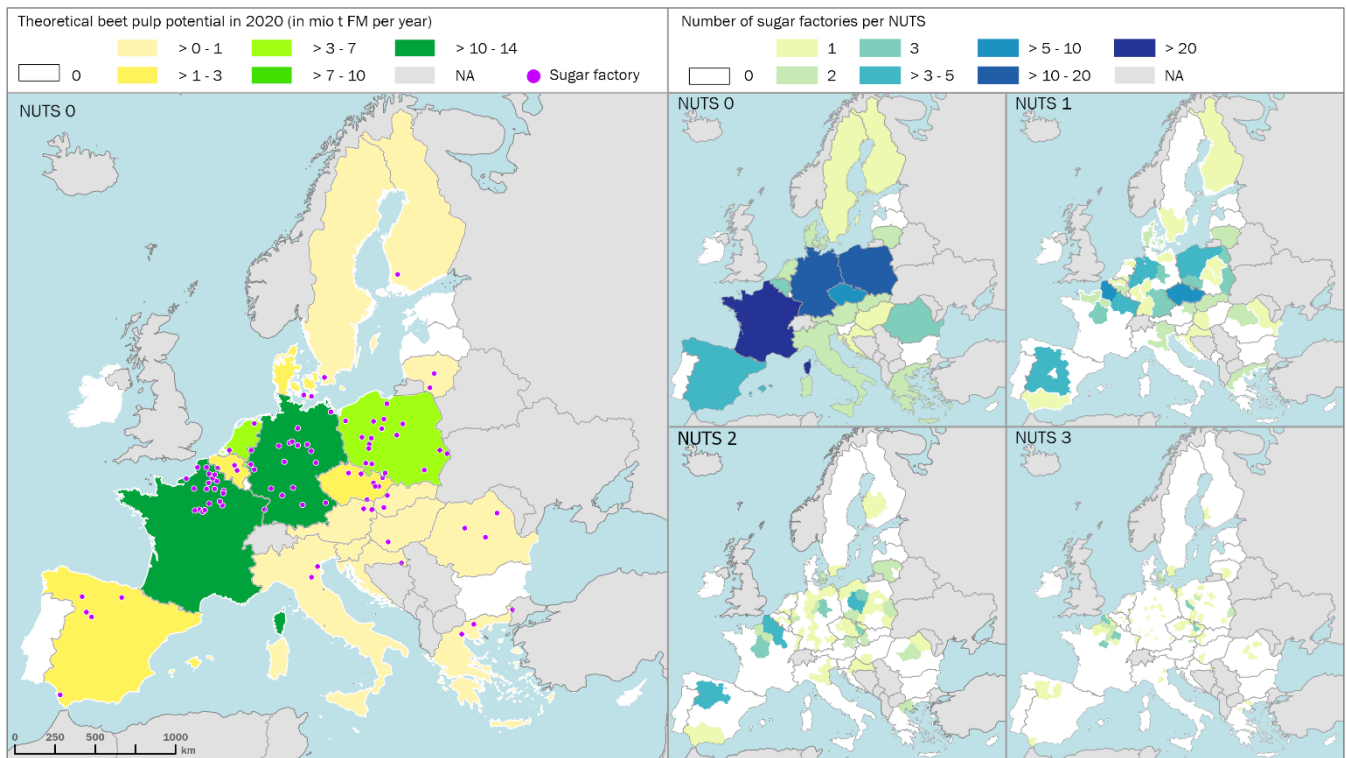 Theoretical beet pulp potential in 2020 (in mio t FM per year)
> 0 - 1
> 3 - 7
> 10 - 14
0
> 1 - 3
> 7 - 10
NA
Sugar factory
Number of sugar factories per NUTS
1
3
> 5 - 10
> 20
0
2
> 3 - 5
> 10 - 20
NA
NUTS 0
NUTS 0
NUTS 1
NUTS 2
NUTS 3
0 250 500 1000
km